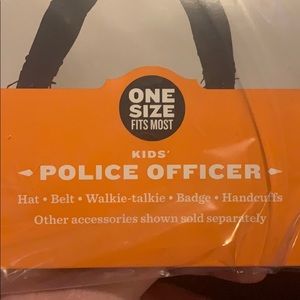 ONE
SIZE
FITS MOST
KIDS'
POLICE OFFICER
Hat • Belt • Walkie-talkie • Badge • Handcuffs
Other accessories shown sold separately